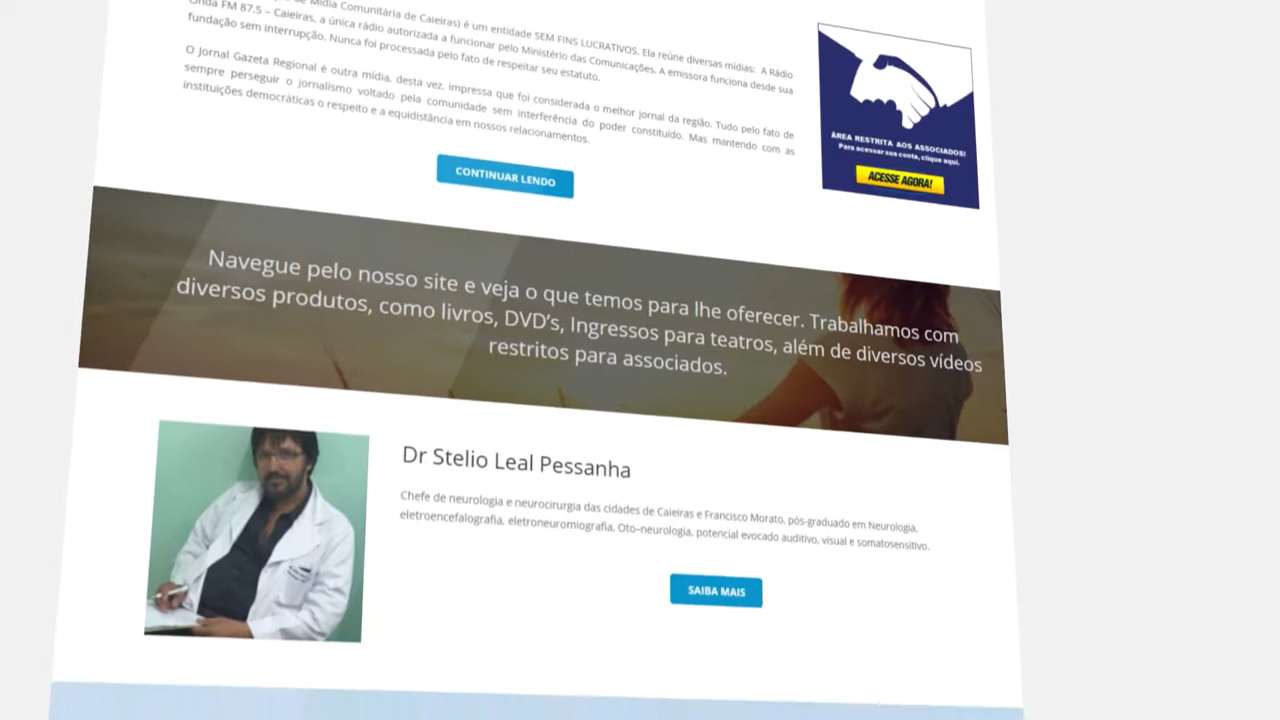 de Mídia Comunitária de Caieiras) é um entidade SEM FINS LUCRATIVOS. Ela reúne diversas mídias: A Rádio
Onda FM 87.5 – Caieiras, a única rádio autorizada a funcionar pelo Ministério das Comunicações. A emissora funciona desde sua
fundação sem interrupção. Nunca foi processada pelo fato de respeitar seu estatuto.
O Jornal Gazeta Regional é outra mídia, desta vez, impressa que foi considerada o melhor jornal da região. Tudo pelo fato de
sempre perseguir o jornalismo voltado pela comunidade sem interferência do poder constituído. Mas mantendo com as
instituições democráticas o respeito e a equidistância em nossos relacionamentos.
CONTINUAR LENDO
ÁREA RESTRITA AOS ASSOCIADOS!
Para acessar sua conta, clique aqui.
ACESSE AGORA!
Navegue pelo nosso site e veja o que temos para lhe oferecer. Trabalhamos com
diversos produtos, como livros, DVD’s, Ingressos para teatros, além de diversos vídeos
restritos para associados.
Dr Stelio Leal Pessanha
Chefe de neurologia e neurocirurgia das cidades de Caieiras e Francisco Morato, pós-graduado em Neurologia,
eletroencefalografia, eletroneuromiografia, Oto–neurologia, potencial evocado auditivo, visual e somatosensitivo.
SAIBA MAIS